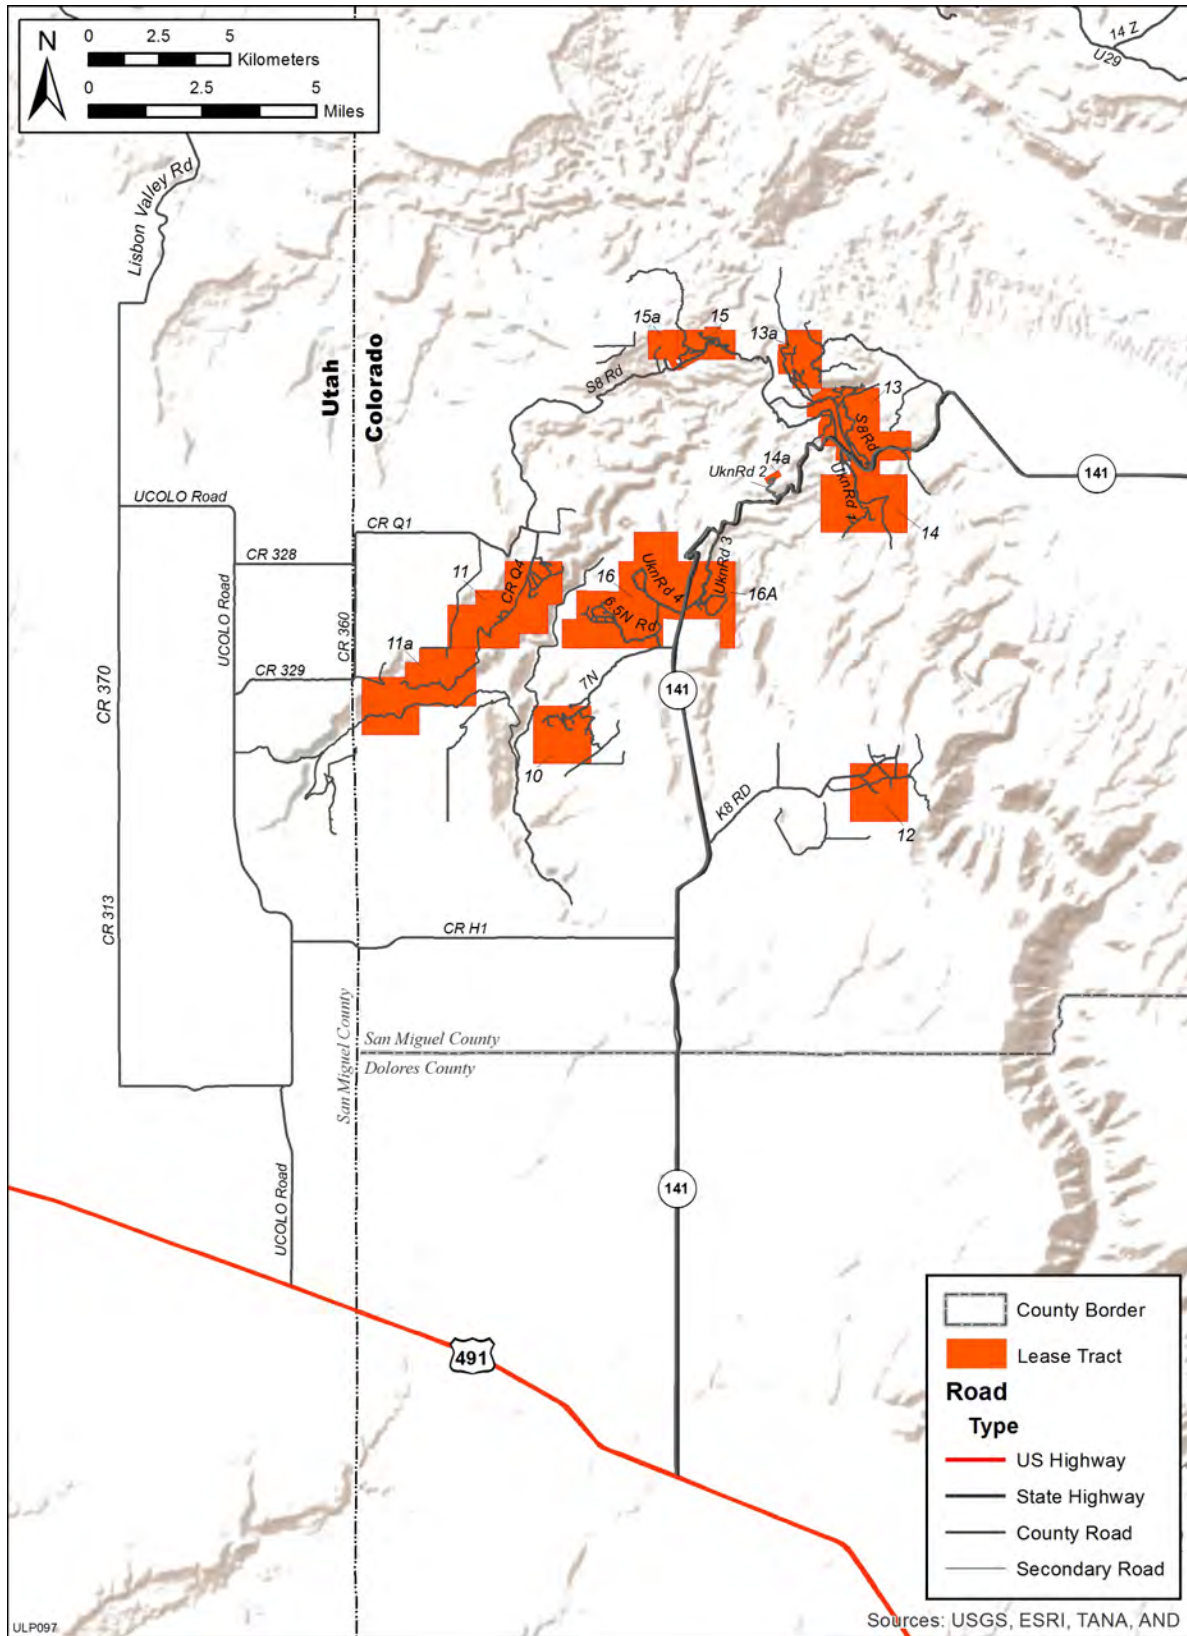 14 Z
U29
N
0 2.5 5
Kilometers
0 2.5 5
Miles
Lisbon Valley Rd
Utah
Colorado
15a
15
13a
S8 Rd
13
S8 Rd
141
14a
UknRd 2
UknRd 1
14
UCOLO Road
CR Q1
CR 328
11
CR Q4
16
UknRd 4
UknRd 3
16A
6.5N Rd
UCOLO Road
CR 360
11a
CR 329
CR 370
7N
141
10
K8 RD
12
CR 313
CR H1
San Miguel County
San Miguel County
Dolores County
141
UCOLO Road
491
County Border
Lease Tract
Road
Type
US Highway
State Highway
County Road
Secondary Road
ULP097
Sources: USGS, ESRI, TANA, AND